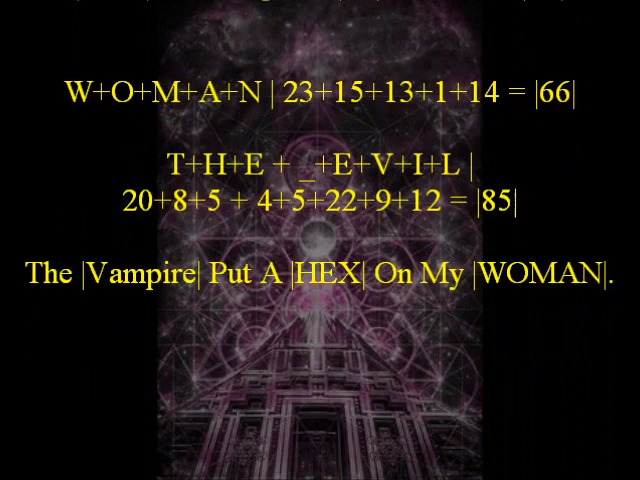 W+O+M+A+N | 23+15+13+1+14 = |66|
T+H+E + _+E+V+I+L |
20+8+5 + 4+5+22+9+12 = |85|
The |Vampire| Put A |HEX| On My |WOMAN|.